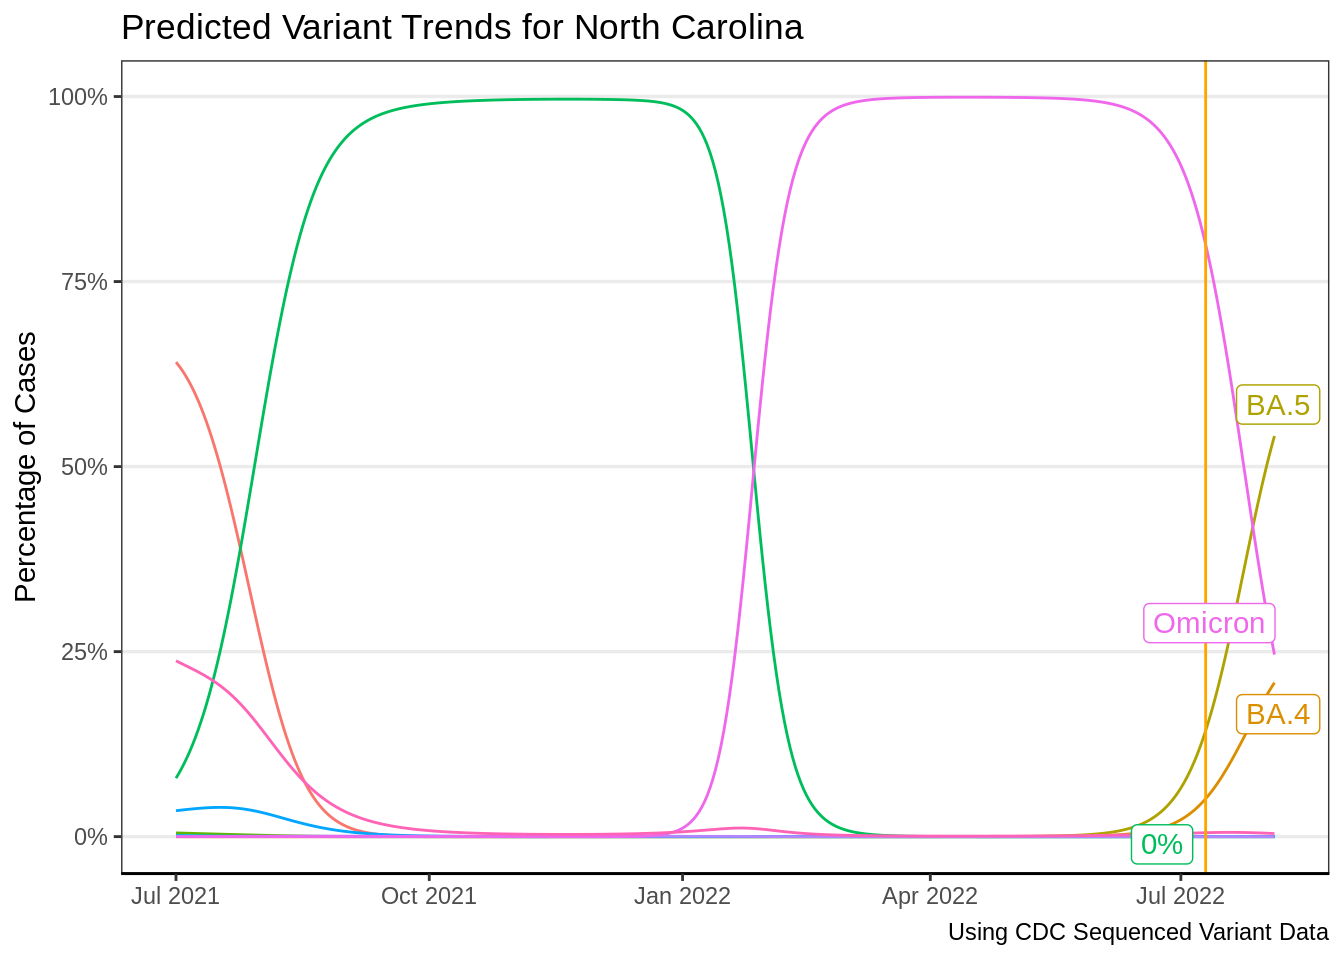 Predicted Variant Trends for North Carolina
Percentage of Cases
100%
75%
50%
25%
0%
BA.5
Omicron
BA.4
0%
Jul 2021
Oct 2021
Jan 2022
Apr 2022
Jul 2022
Using CDC Sequenced Variant Data